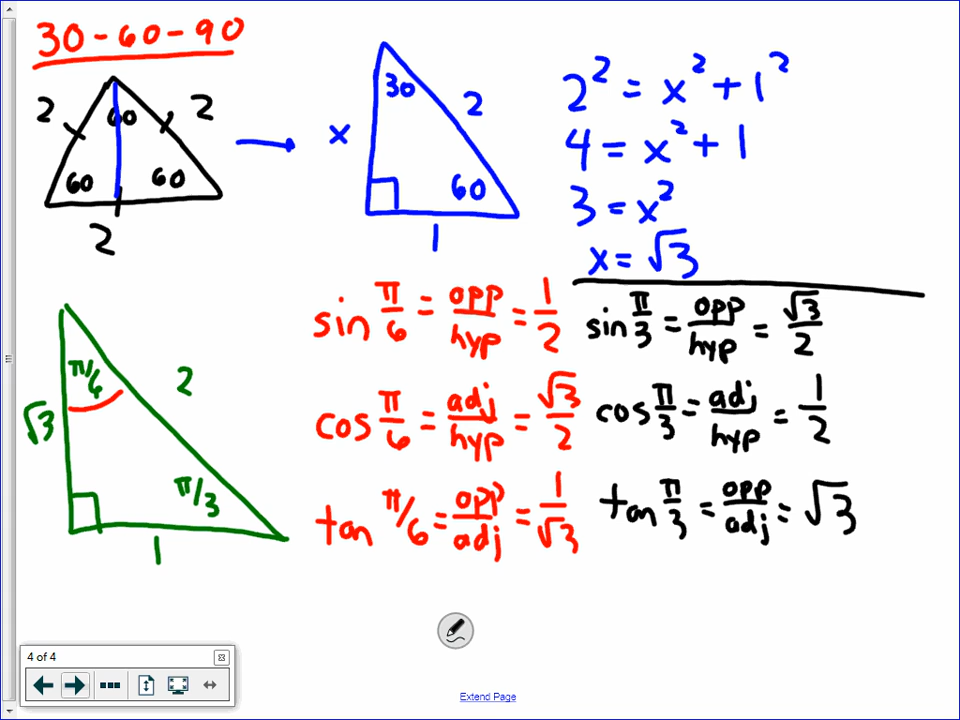 30-60-90
2 60 2
60 60
2
30 2
x
60
1
2² = x² + 1²
4 = x² + 1
3 = x²
x = √3
π/6 2
√3
π/3
1
sin π/6 = opp/hyp = 1/2
cos π/6 = adj/hyp = √3/2
tan π/6 = opp/adj = 1/√3
sin π/3 = opp/hyp = √3/2
cos π/3 = adj/hyp = 1/2
tan π/3 = opp/adj = √3
4 of 4
Extend Page